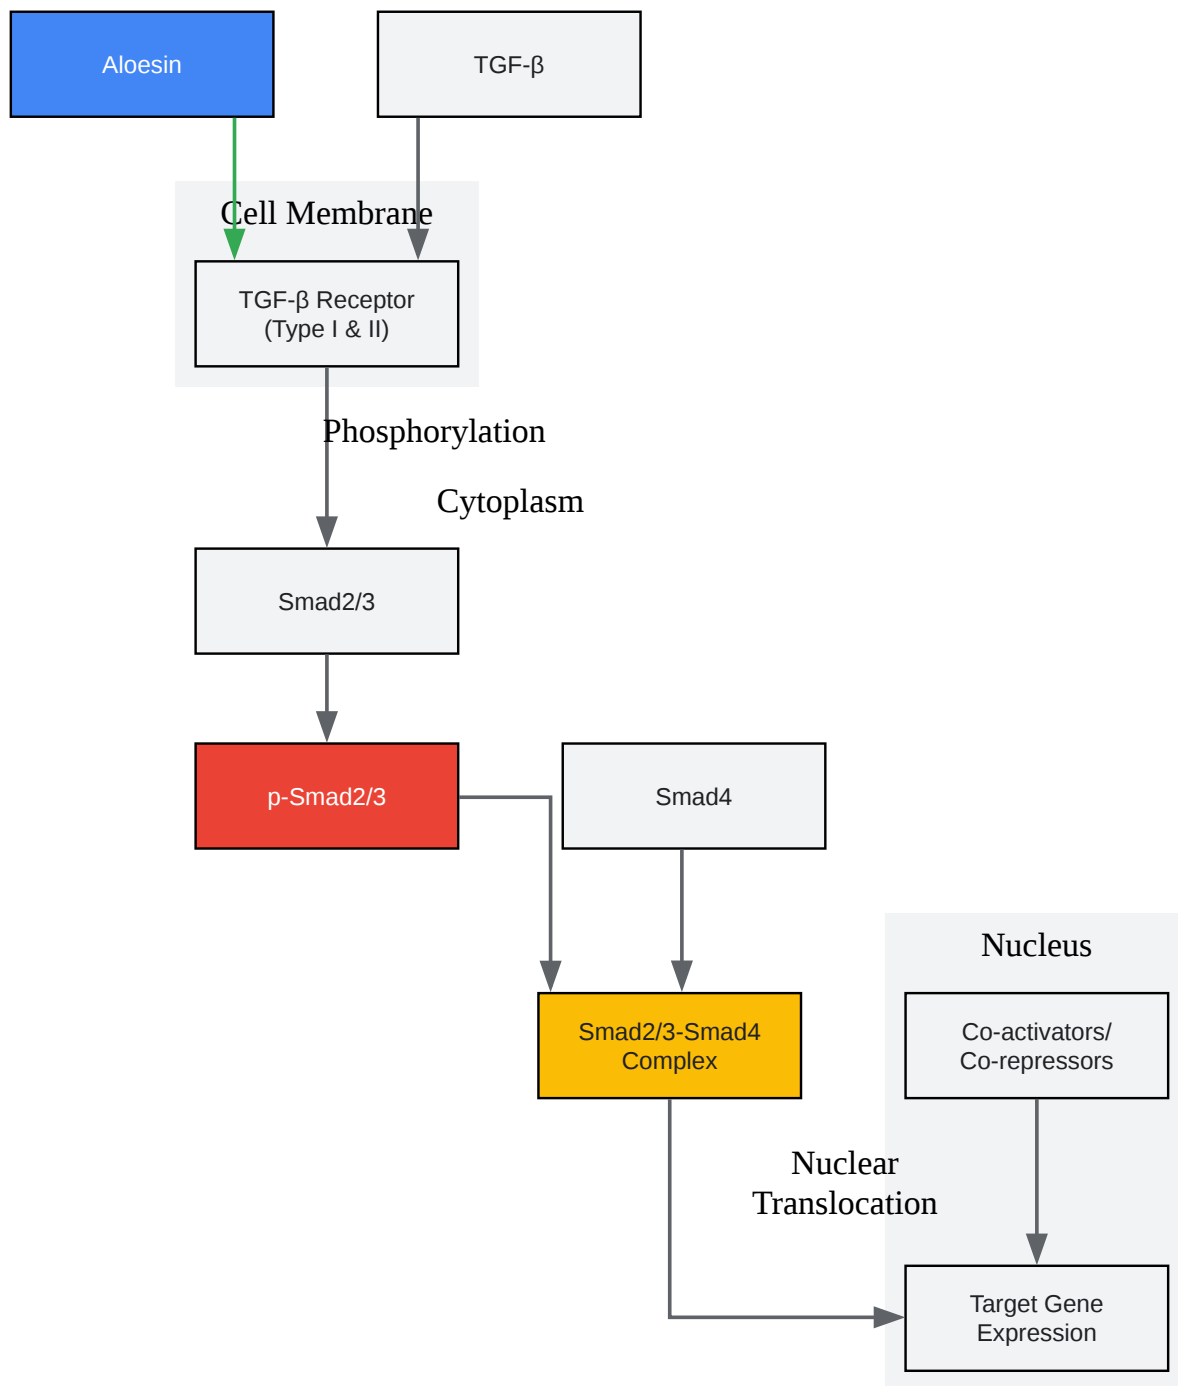 Aloesin
TGF-β
Cell Membrane
TGF-β Receptor
(Type I & II)
Phosphorylation
Cytoplasm
Smad2/3
p-Smad2/3
Smad4
Nucleus
Smad2/3-Smad4
Complex
Co-activators/
Co-repressors
Nuclear
Translocation
Target Gene
Expression